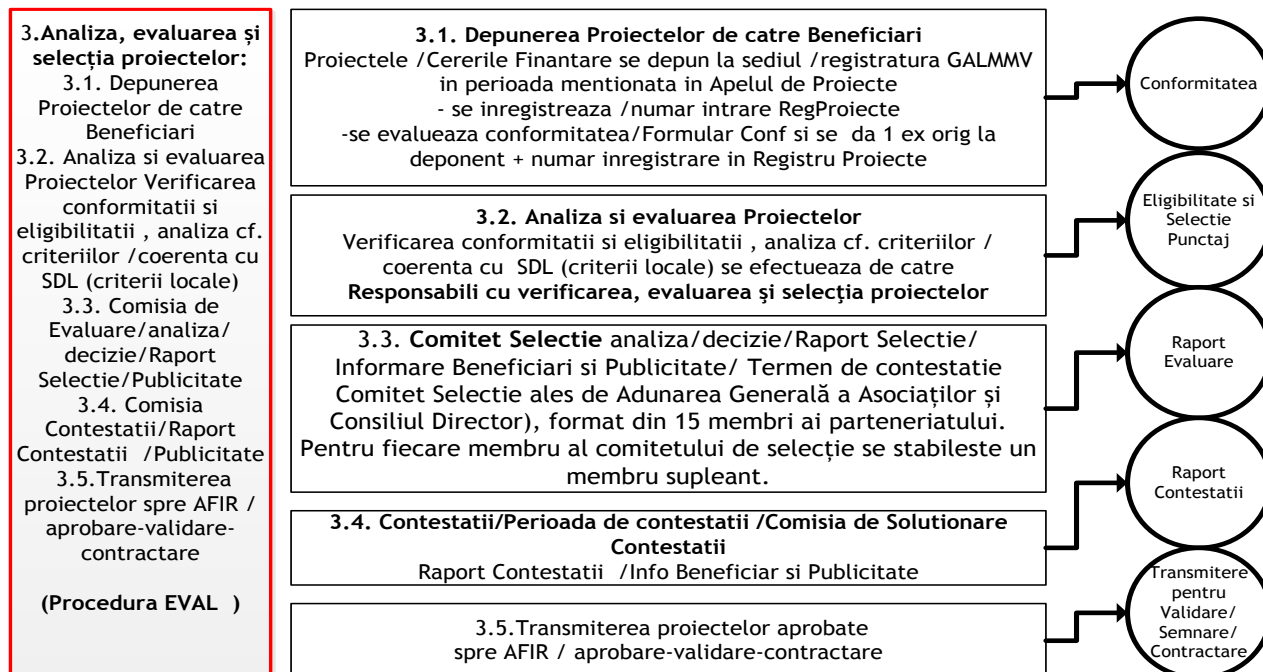 3.Analiza, evaluarea și
selecția proiectelor:
3.1. Depunerea
Proiectelor de catre
Beneficiari
3.2. Analiza si evaluarea
Proiectelor Verificarea
conformitatii si
eligibilitatii , analiza cf.
criteriilor /coerenta cu
SDL (criterii locale)
3.3. Comisia de
Evaluare/analiza/
decizie/Raport
Selectie/Publicitate
3.4. Comisia
Contestatii/Raport
Contestatii /Publicitate
3.5.Transmiterea
proiectelor spre AFIR /
aprobare-validare-
contractare
(Procedura EVAL )
3.1. Depunerea Proiectelor de catre Beneficiari
Proiectele /Cererile Finantare se depun la sediul /registratura GALMMV
in perioada mentionata in Apelul de Proiecte
- se inregistreaza /numar intrare RegProiecte
-se evalueaza conformitatea/Formular Conf si se da 1 ex orig la
deponent + numar inregistrare in Registru Proiecte
Conformitatea
3.2. Analiza si evaluarea Proiectelor
Verificarea conformitatii si eligibilitatii , analiza cf. criteriilor /
coerenta cu SDL (criterii locale) se efectueaza de catre
Responsabili cu verificarea, evaluarea şi selecţia proiectelor
Eligibilitate si
Selectie
Punctaj
3.3. Comitet Selectie analiza/decizie/Raport Selectie/
Informare Beneficiari si Publicitate/ Termen de contestatie
Comitet Selectie ales de Adunarea Generală a Asociaților și
Consiliul Director), format din 15 membri ai parteneriatului.
Pentru fiecare membru al comitetului de selecție se stabileste un
membru supleant.
Raport
Evaluare
3.4. Contestatii/Perioada de contestatii /Comisia de Solutionare
Contestatii
Raport Contestatii /Info Beneficiar si Publicitate
Raport
Contestatii
3.5.Transmiterea proiectelor aprobate
spre AFIR / aprobare-validare-contractare
Transmitere
pentru
Validare/
Semnare/
Contractare